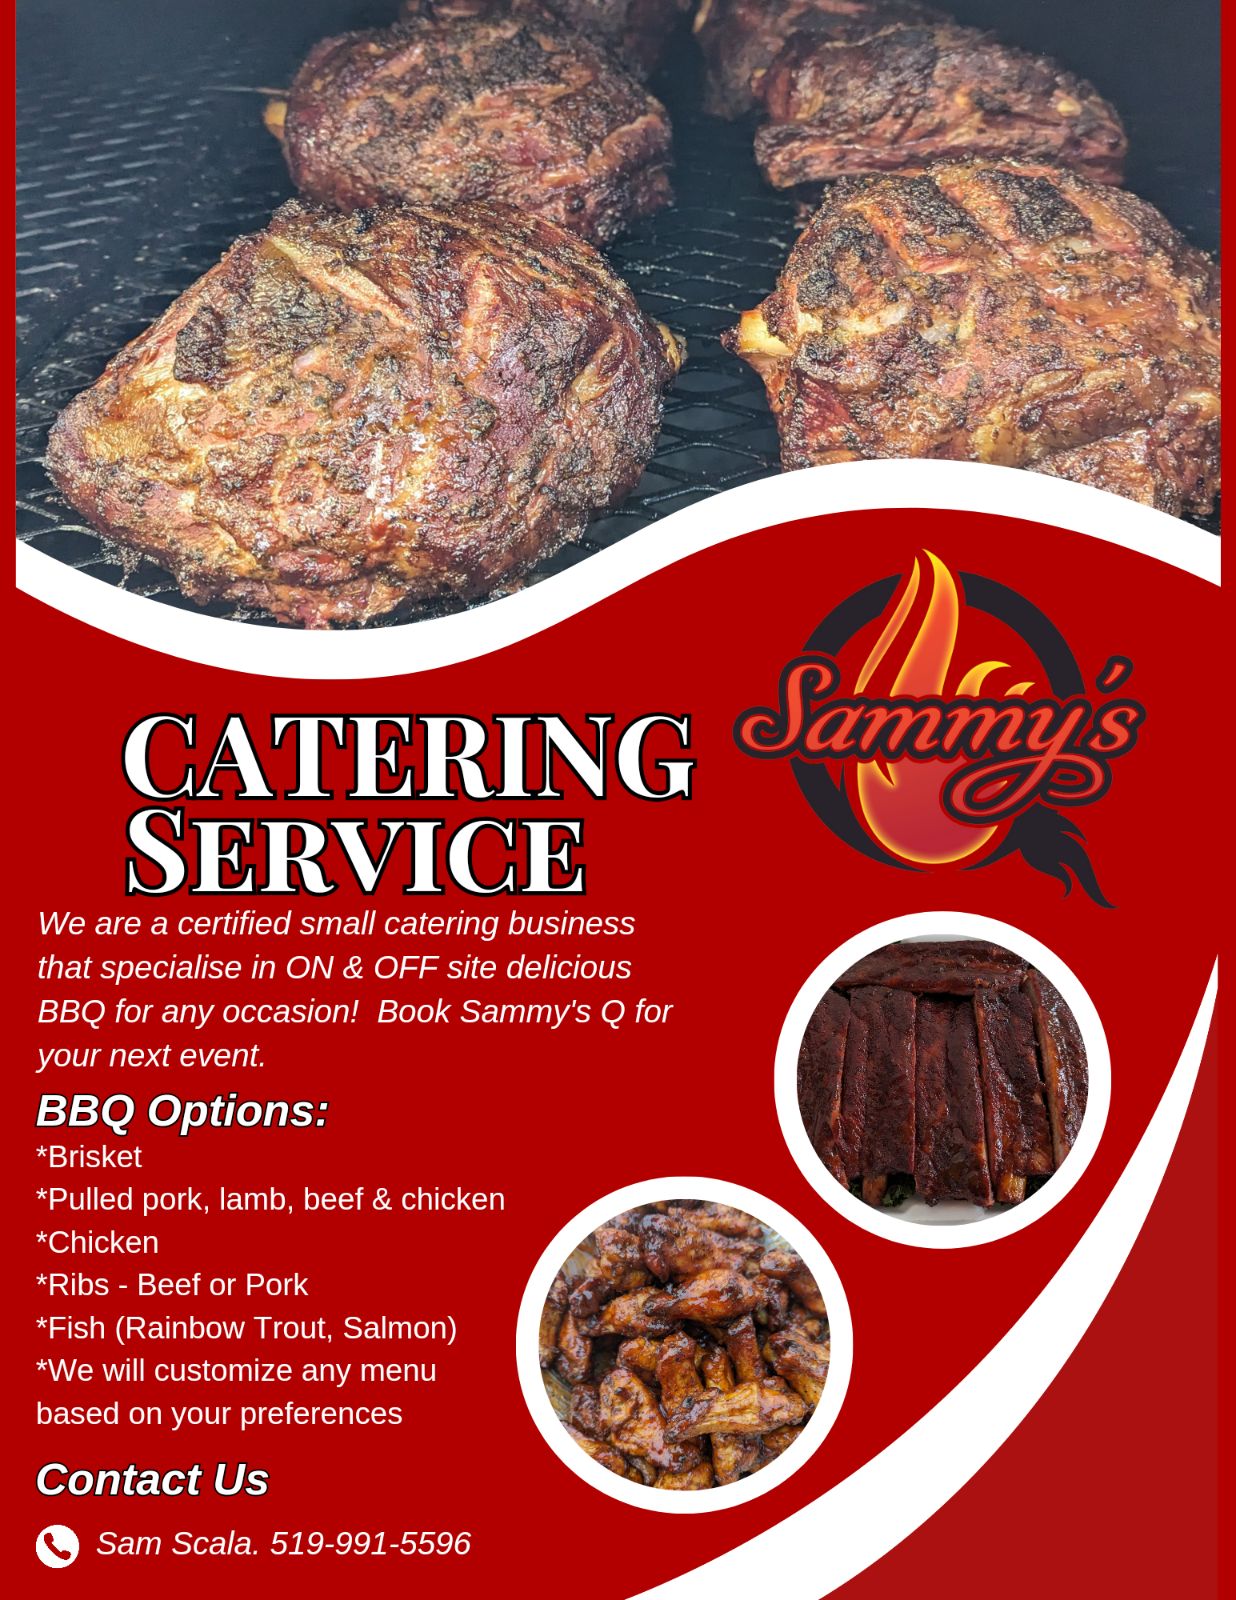 Sammy's
CATERING
SERVICE
We are a certified small catering business
that specialise in ON & OFF site delicious
BBQ for any occasion!  Book Sammy's Q for
your next event.
BBQ Options:
*Brisket
*Pulled pork, lamb, beef & chicken
*Chicken
*Ribs - Beef or Pork
*Fish (Rainbow Trout, Salmon)
*We will customize any menu
based on your preferences
Contact Us
Sam Scala. 519-991-5596